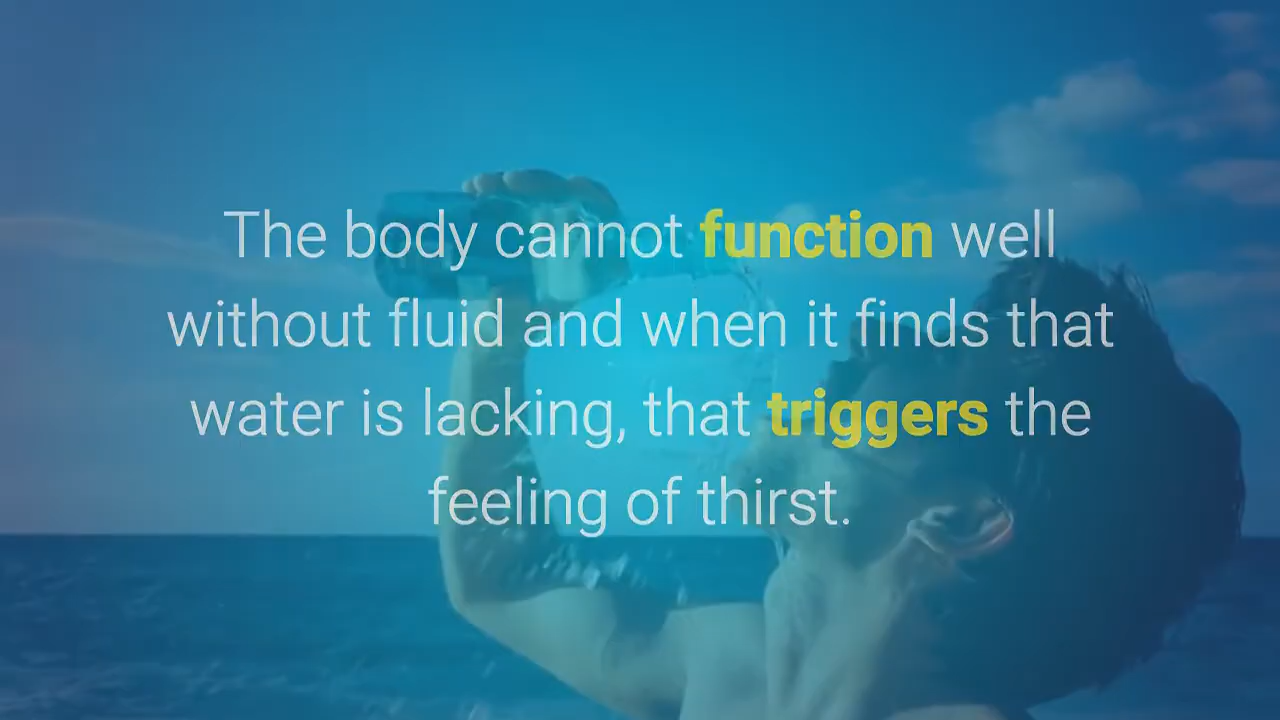 The body cannot function well
without fluid and when it finds that
water is lacking, that triggers the
feeling of thirst.